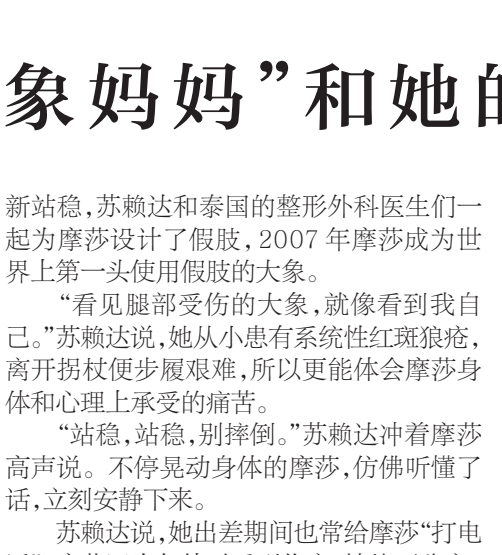 象妈妈”和她的
新站稳，苏赖达和泰国的整形外科医生们一
起为摩莎设计了假肢，2007 年摩莎成为世
界上第一头使用假肢的大象。
“看见腿部受伤的大象，就像看到我自
己。”苏赖达说，她从小患有系统性红斑狼疮，
离开拐杖便步履艰难，所以更能体会摩莎身
体和心理上承受的痛苦。
“站稳，站稳，别摔倒。”苏赖达冲着摩莎
高声说。不停晃动身体的摩莎，仿佛听懂了
话，立刻安静下来。
苏赖达说，她出差期间也常给摩莎“打电